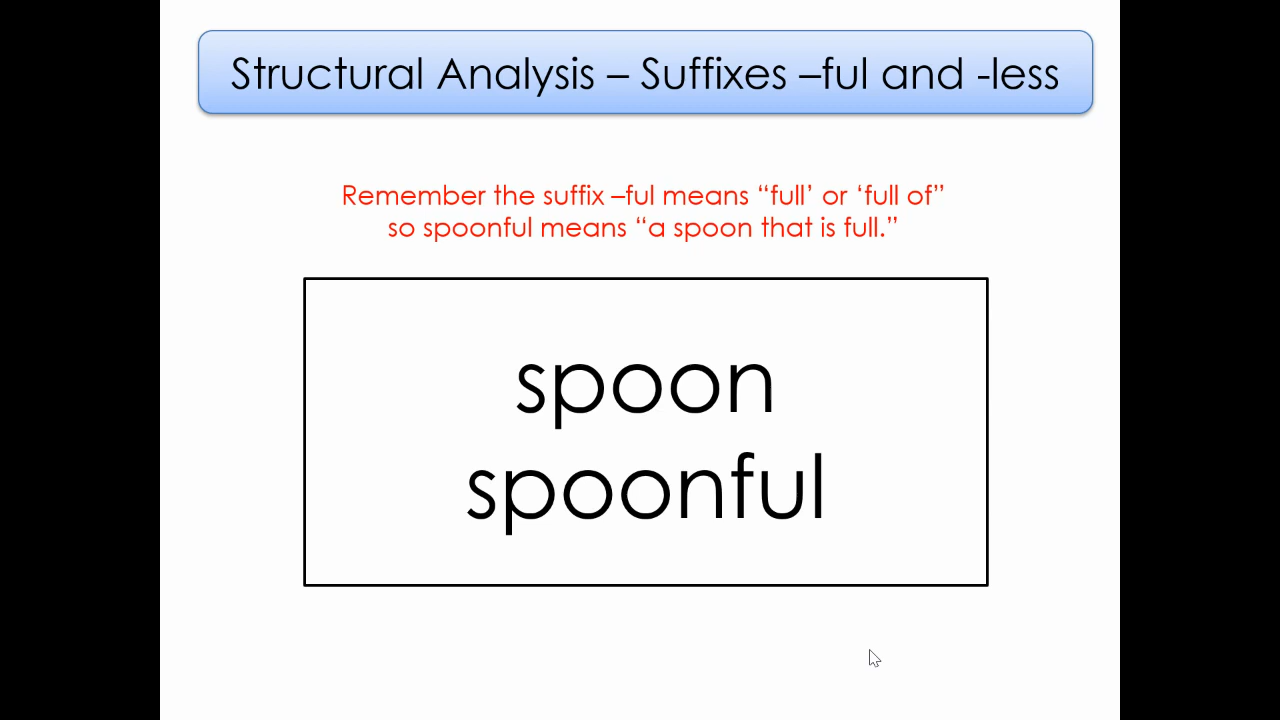 Structural Analysis – Suffixes –ful and -less
Remember the suffix –ful means “full’ or ‘full of”
so spoonful means “a spoon that is full.”
spoon
spoonful